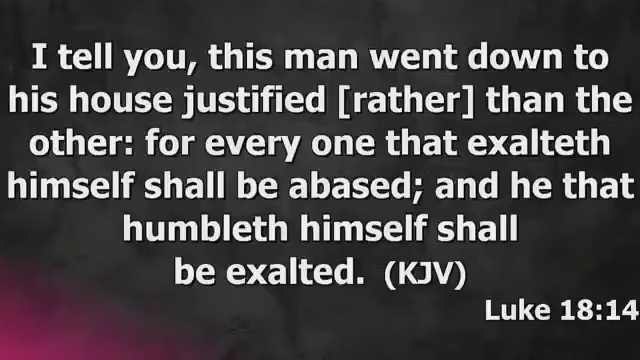 I tell you, this man went down to
his house justified [rather] than the
other: for every one that exalteth
himself shall be abased; and he that
humbleth himself shall
be exalted. (KJV)
Luke 18:14